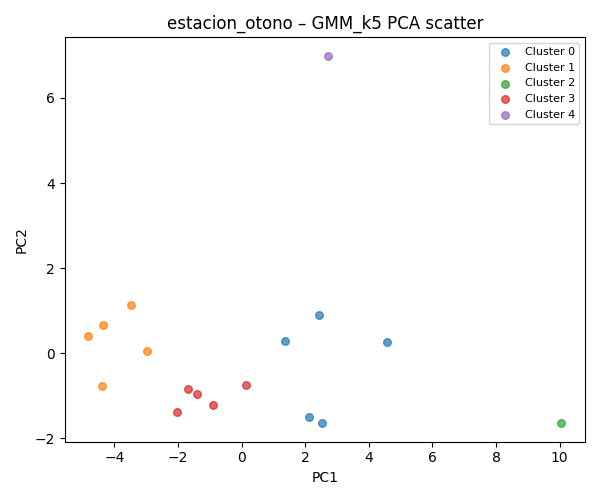 estacion_otono – GMM_k5 PCA scatter
Cluster 0
Cluster 1
Cluster 2
Cluster 3
Cluster 4
PC2
6
4
2
0
−2
−4
−2
0
2
4
6
8
10
PC1